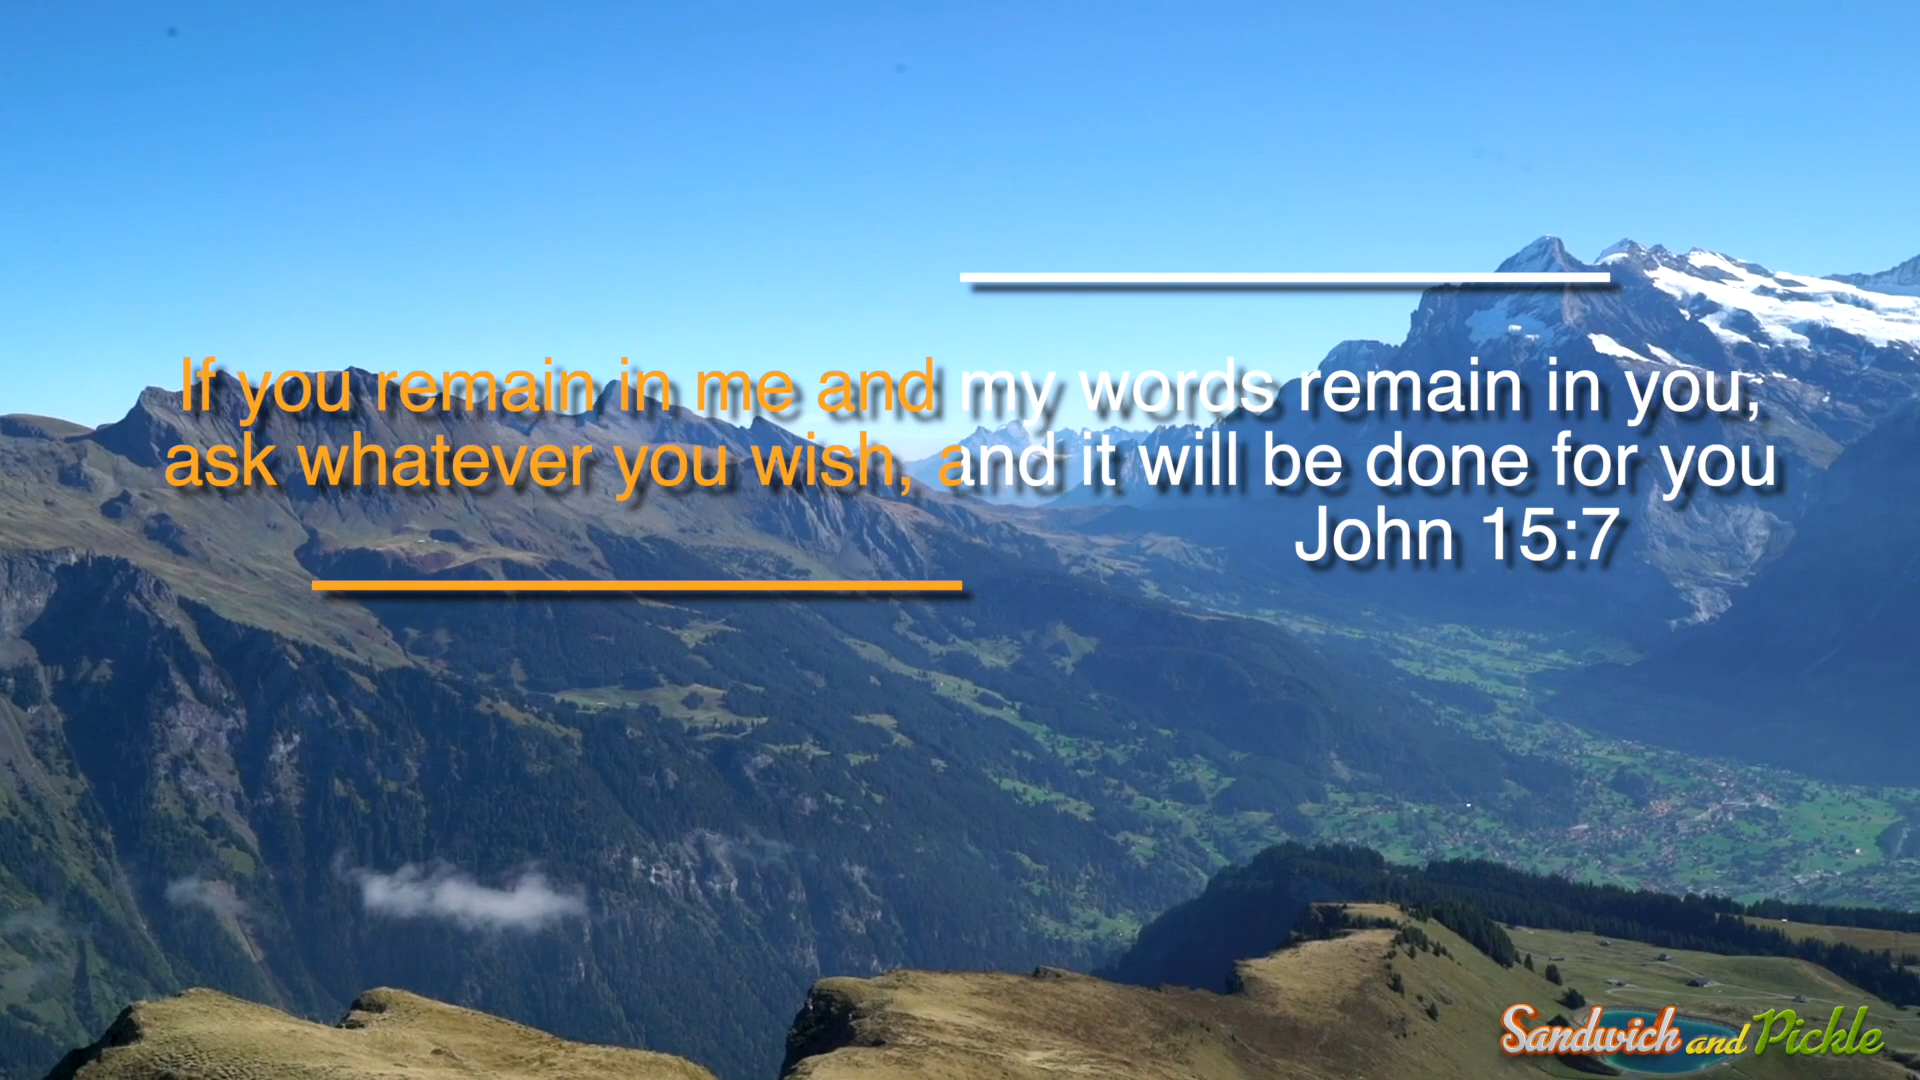 If you remain in me and my words remain in you,
ask whatever you wish, and it will be done for you
John 15:7
Sandwich and Pickle